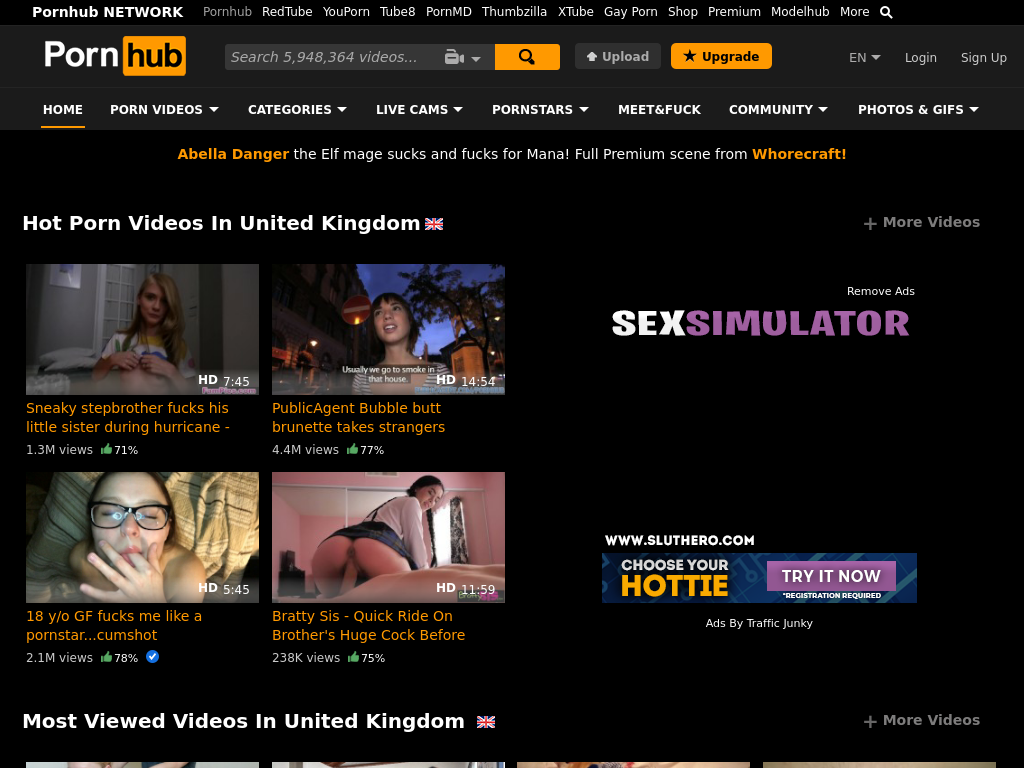 Pornhub NETWORK Pornhub RedTube YouPorn Tube8 PornMD Thumbzilla XTube Gay Porn Shop Premium Modelhub More
Pornhub Search 5,948,364 videos... Upload Upgrade EN Login Sign Up
HOME PORN VIDEOS CATEGORIES LIVE CAMS PORNSTARS MEET&FUCK COMMUNITY PHOTOS & GIFS
Abella Danger the Elf mage sucks and fucks for Mana! Full Premium scene from Whorecraft!
Hot Porn Videos In United Kingdom
+ More Videos
HD 7:45
Sneaky stepbrother fucks his
little sister during hurricane -
1.3M views 71%
Usually we go to smoke in
that house.
HD 14:54
PublicAgent Bubble butt
brunette takes strangers
4.4M views 77%
HD 5:45
18 y/o GF fucks me like a
pornstar...cumshot
2.1M views 78%
HD 11:59
Bratty Sis - Quick Ride On
Brother's Huge Cock Before
238K views 75%
Remove Ads
SEXSIMULATOR
WWW.SLUTHERO.COM
CHOOSE YOUR
HOTTIE
TRY IT NOW
*REGISTRATION REQUIRED
Ads By Traffic Junky
Most Viewed Videos In United Kingdom
+ More Videos